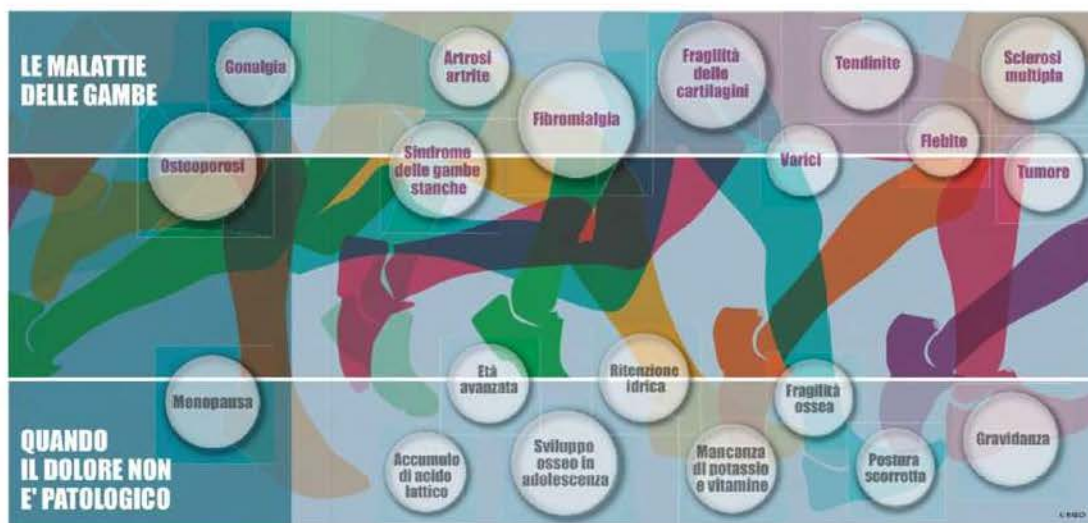 LE MALATTIE
DELLE GAMBE
Gonalgia
Artrosi
artrite
Fibromialgia
Fragilità
delle
cartilagini
Tendinite
Sclerosi
multipla
Osteoporosi
Sindrome
delle gambe
stanche
Varici
Flebite
Tumore
QUANDO
IL DOLORE NON
E' PATOLOGICO
Menopausa
Età
avanzata
Ritenzione
idrica
Fragilità
ossea
Gravidanza
Accumulo
di acido
lattico
Sviluppo
osseo in
adolescenza
Mancanza
di potassio
e vitamine
Postura
scorrotta